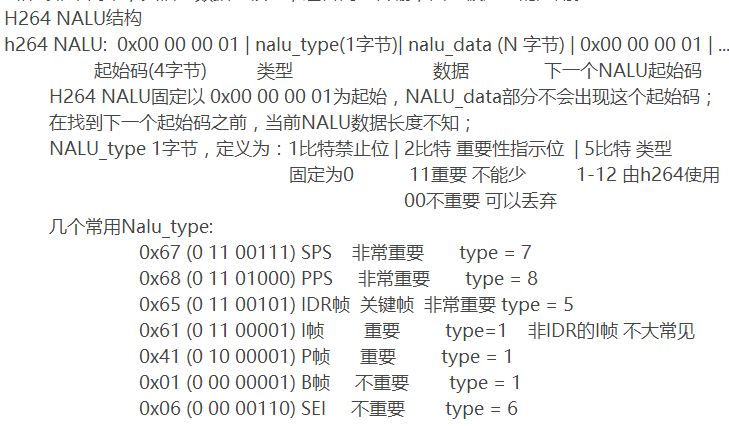 H264 NALU结构
h264 NALU: 0x00 00 00 01 | nalu_type(1字节)| nalu_data (N 字节) | 0x00 00 00 01 | ...
起始码(4字节) 类型 数据 下一个NALU起始码
H264 NALU固定以 0x00 00 00 01为起始，NALU_data部分不会出现这个起始码；
在找到下一个起始码之前，当前NALU数据长度不知；
NALU_type 1字节，定义为：1比特禁止位 | 2比特 重要性指示位 | 5比特 类型
固定为0 11重要 不能少 1-12 由h264使用
00不重要 可以丢弃
几个常用Nalu_type:
0x67 (0 11 00111) SPS 非常重要 type = 7
0x68 (0 11 01000) PPS 非常重要 type = 8
0x65 (0 11 00101) IDR帧 关键帧 非常重要 type = 5
0x61 (0 11 00001) I帧 重要 type=1 非IDR的I帧 不大常见
0x41 (0 10 00001) P帧 重要 type = 1
0x01 (0 00 00001) B帧 不重要 type = 1
0x06 (0 00 00110) SEI 不重要 type = 6